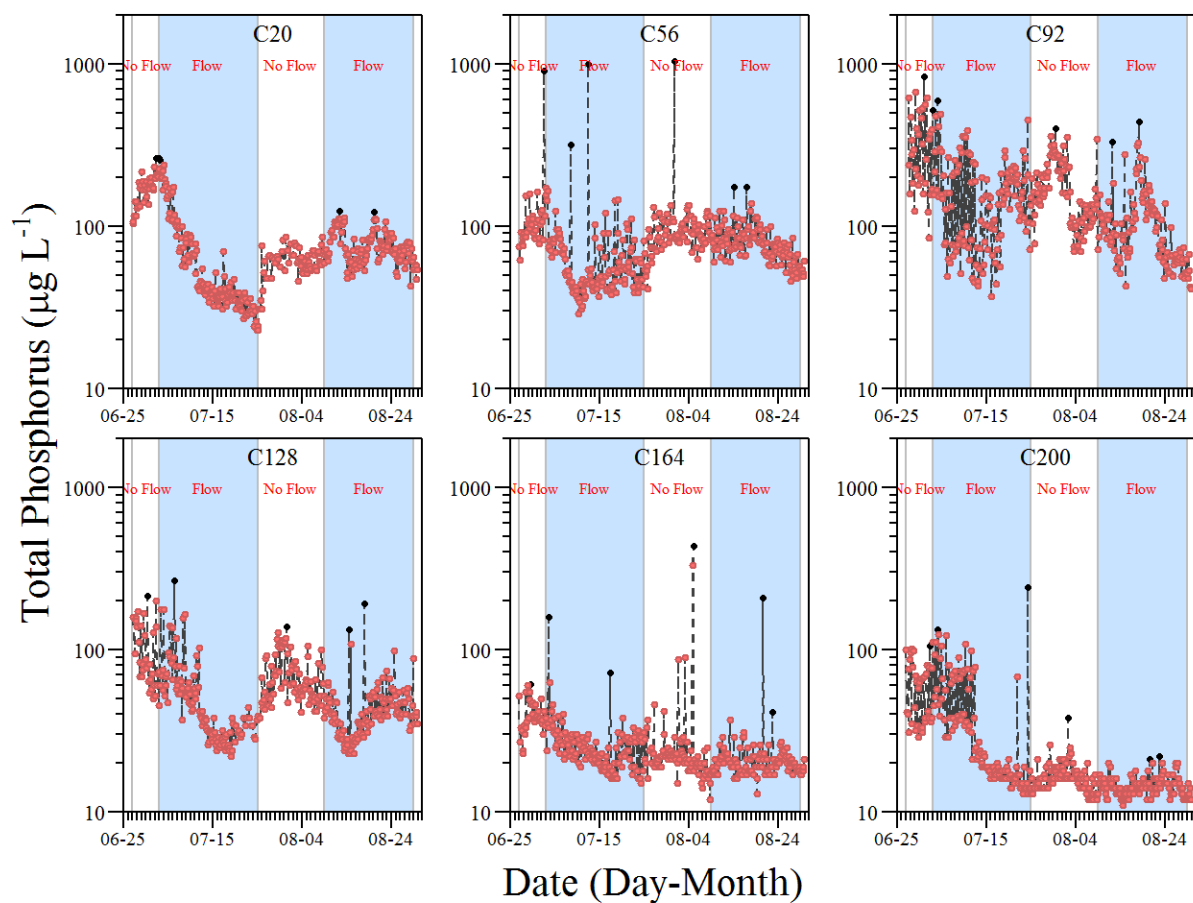 Total Phosphorus (µg L⁻¹)
C20
C56
C92
No Flow Flow No Flow Flow
No Flow Flow No Flow Flow
No Flow Flow No Flow Flow
1000
100
10
1000
100
10
1000
100
10
06-25 07-15 08-04 08-24
06-25 07-15 08-04 08-24
06-25 07-15 08-04 08-24
C128
C164
C200
No Flow Flow No Flow Flow
No Flow Flow No Flow Flow
No Flow Flow No Flow Flow
1000
100
10
1000
100
10
1000
100
10
06-25 07-15 08-04 08-24
06-25 07-15 08-04 08-24
06-25 07-15 08-04 08-24
Date (Day-Month)